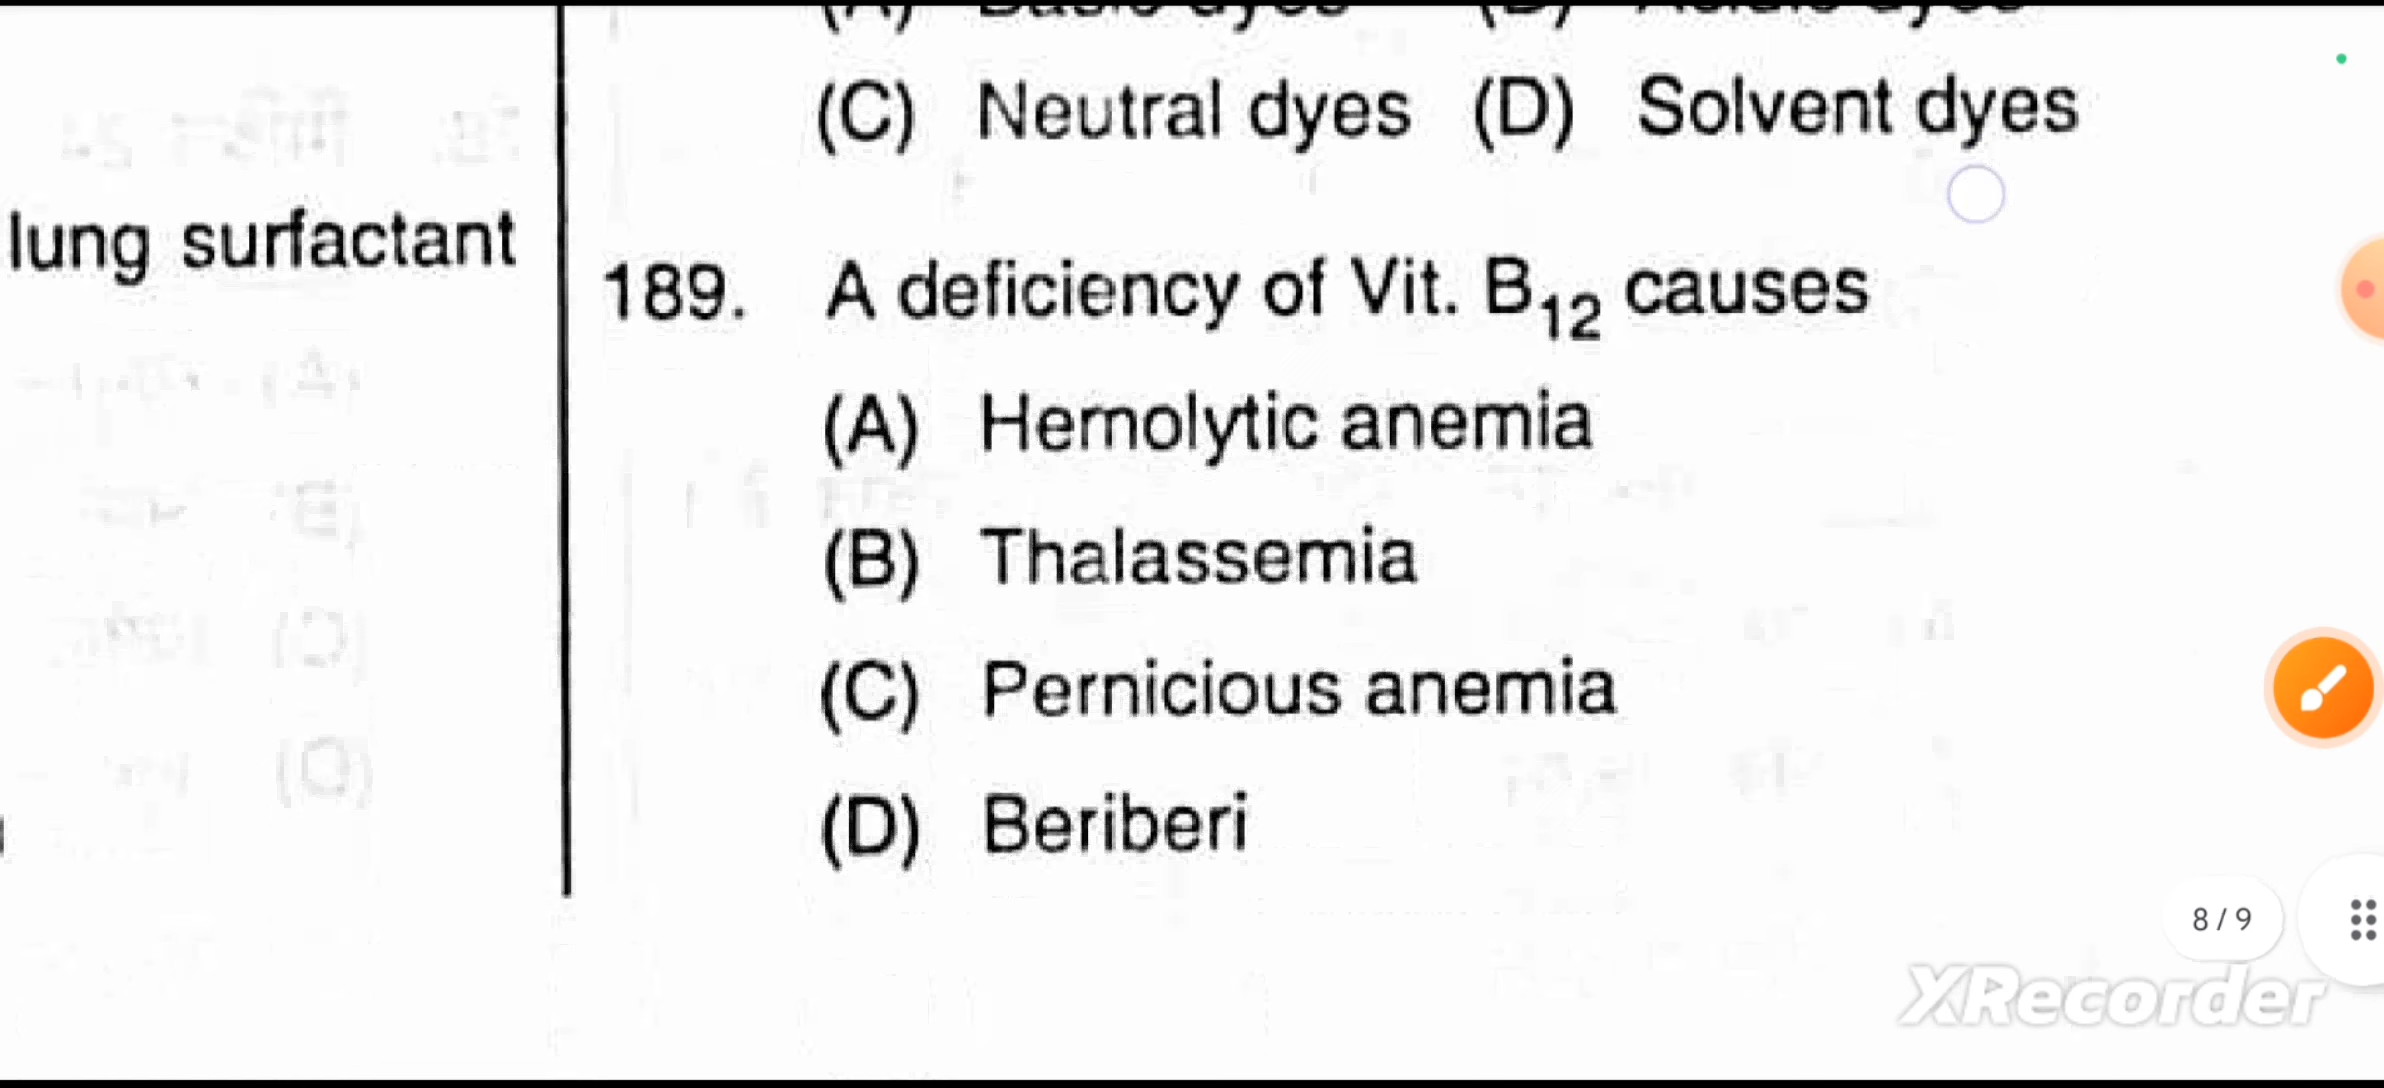 (C) Neutral dyes (D) Solvent dyes
lung surfactant
189. A deficiency of Vit. B₁₂ causes
(A) Hemolytic anemia
(B) Thalassemia
(C) Pernicious anemia
(D) Beriberi
8 / 9
XRecorder